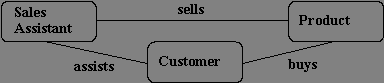 sells
Sales
Assistant
Product
assists
Customer
buys